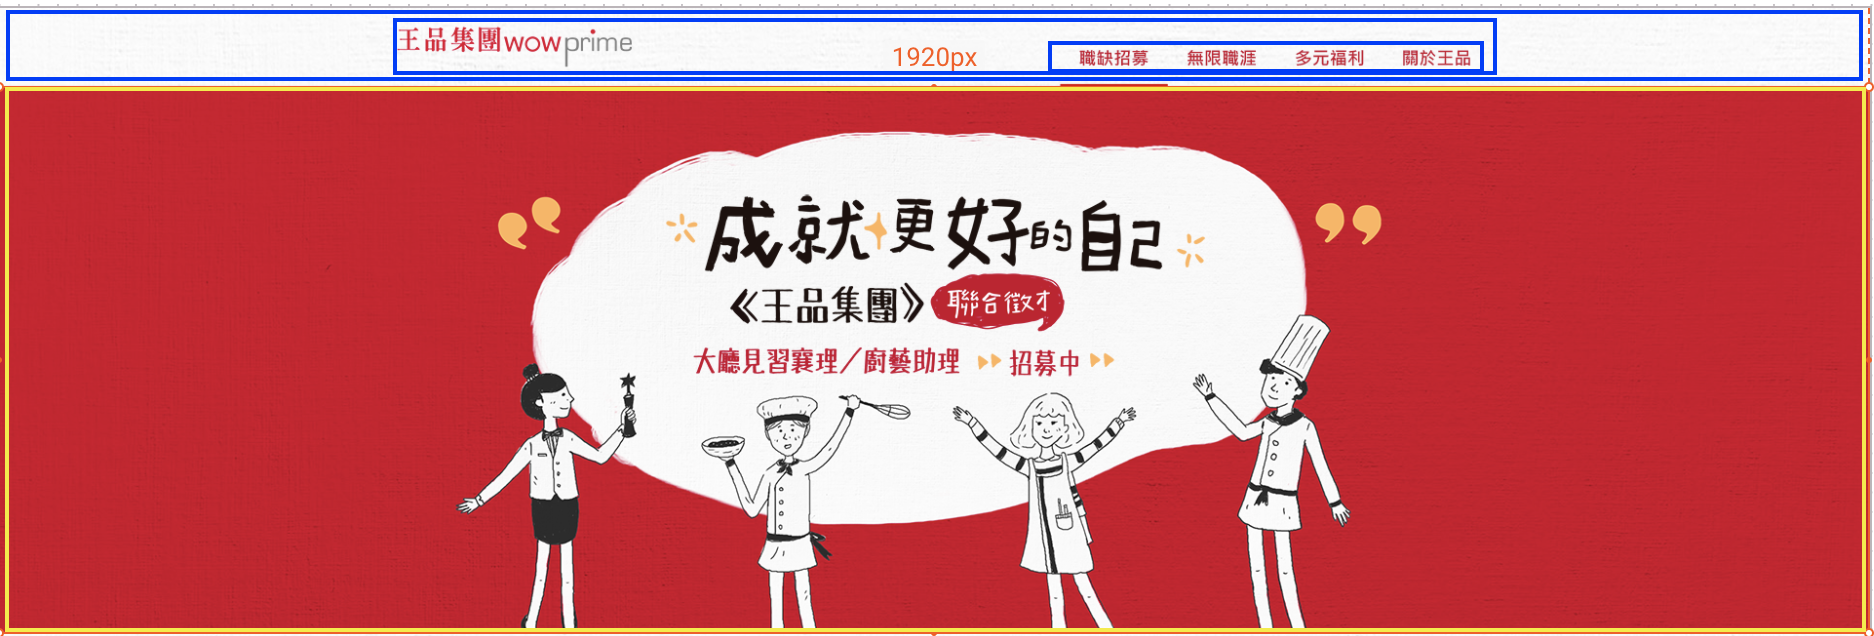 王品集團wowprime
1920px
職缺招募 無限職涯 多元福利 關於王品
成就更好的自己
《王品集團》聯合徵才
大廳見習襄理／廚藝助理 招募中